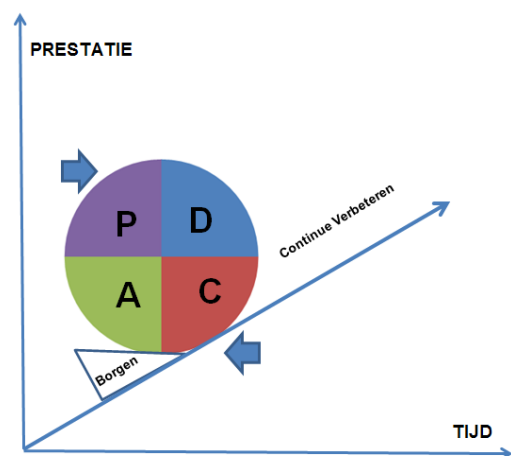 PRESTATIE
P
D
A
C
Continue Verbeteren
Borgen
TIJD